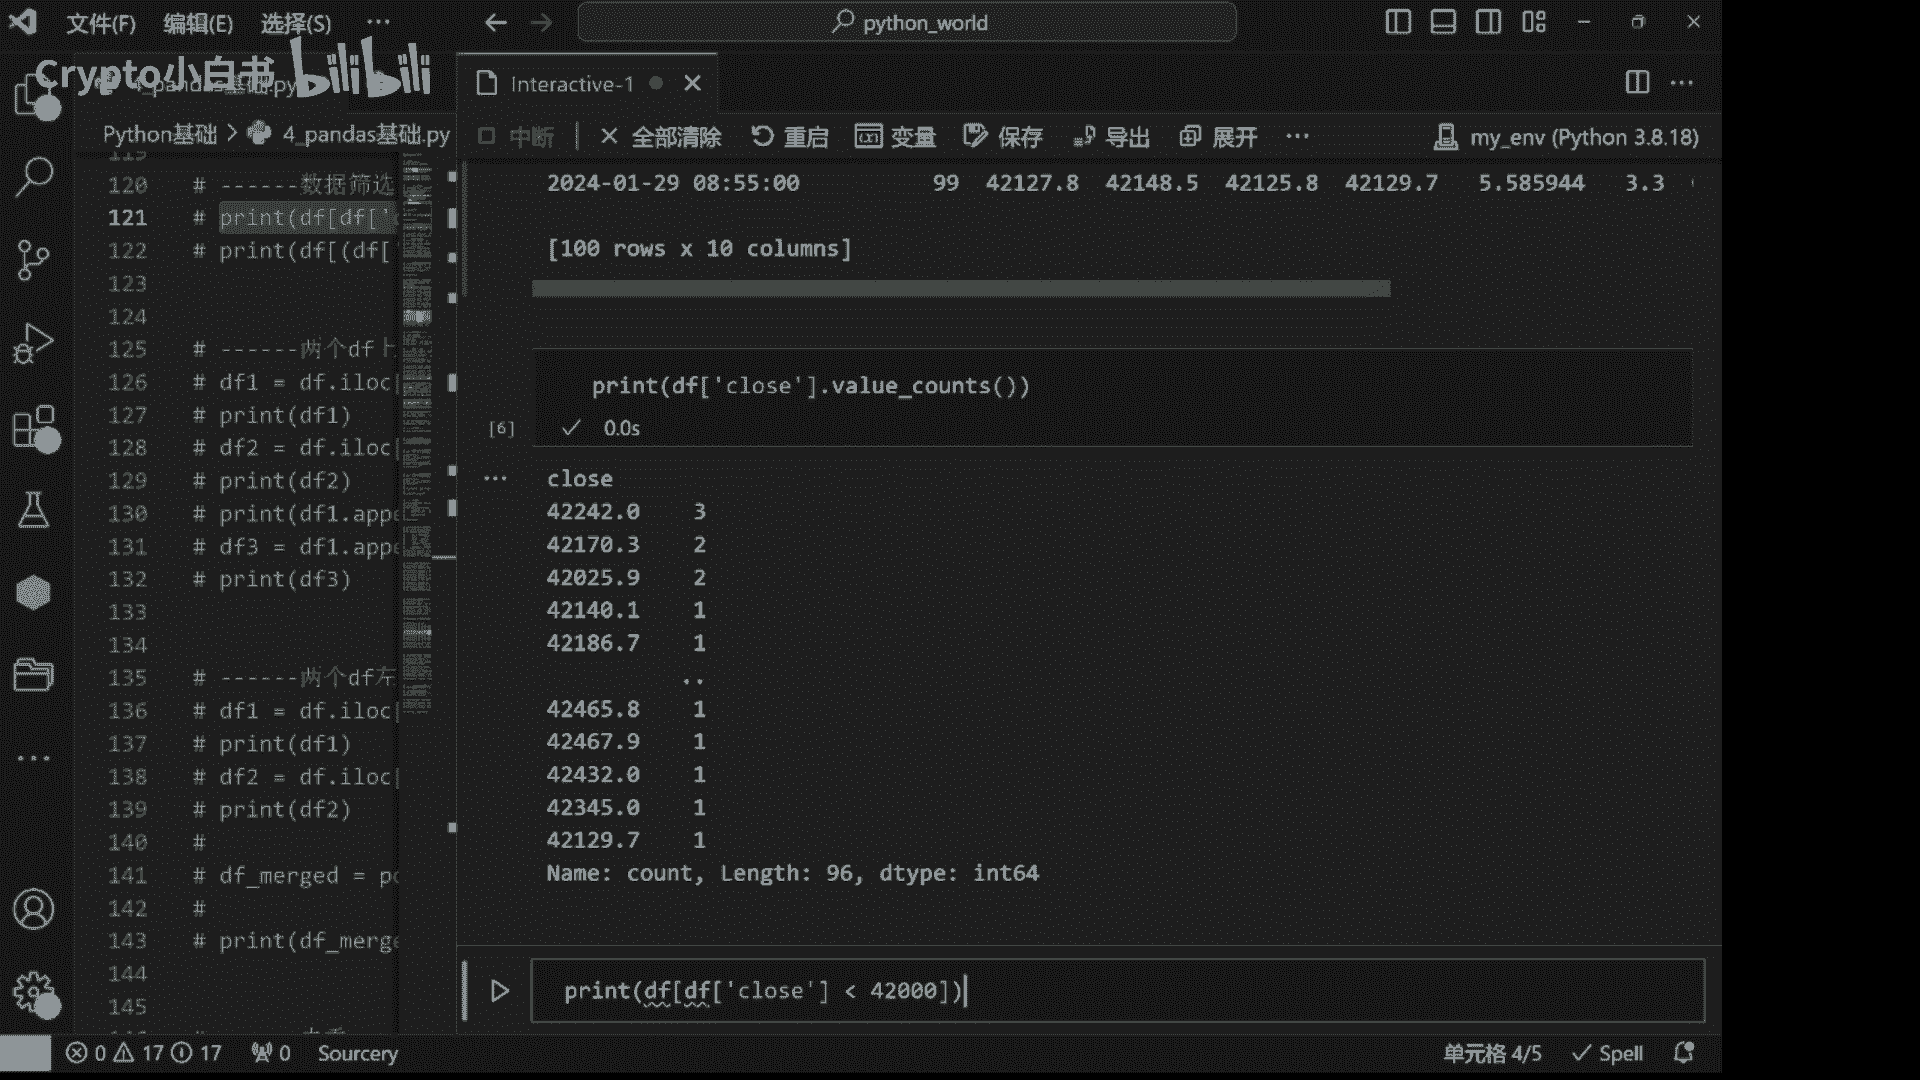 文件(F) 编辑(E) 选择(S) ··· python_world
Crypto小白书 bilibili
4_pandas基础.py
Interactive-1
Python基础 > 4_pandas基础.py
中断 全部清除 重启 变量 保存 导出 展开 ··· my_env (Python 3.8.18)
119
120 # ------数据筛选
121 # print(df[df['
122 # print(df[(df[
123
124
125 # ------两个df上
126 # df1 = df.iloc[
127 # print(df1)
128 # df2 = df.iloc[
129 # print(df2)
130 # print(df1.appe
131 # df3 = df1.appe
132 # print(df3)
133
134
135 # ------两个df左
136 # df1 = df.iloc[
137 # print(df1)
138 # df2 = df.iloc[
139 # print(df2)
140 #
141 # df_merged = pd
142 #
143 # print(df_merge
144
145
2024-01-29 08:55:00 99 42127.8 42148.5 42125.8 42129.7 5.585944 3.3
[100 rows x 10 columns]
print(df['close'].value_counts())
[6] 0.0s
close
42242.0 3
42170.3 2
42025.9 2
42140.1 1
42186.7 1
..
42465.8 1
42467.9 1
42432.0 1
42345.0 1
42129.7 1
Name: count, Length: 96, dtype: int64
print(df[df['close'] < 42000])
0 17 17 0 Sourcery 单元格 4/5 Spell